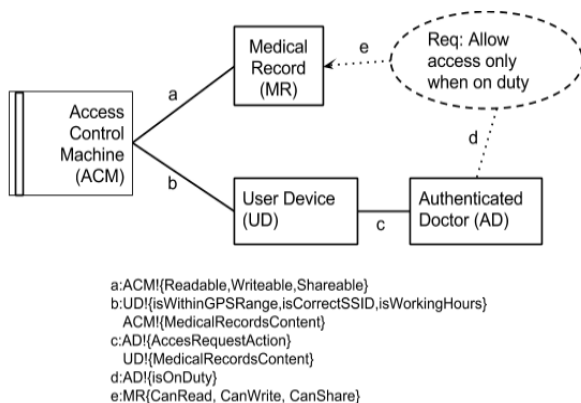 Medical
Record
(MR)
e
Req: Allow
access only
when on duty
a
Access
Control
Machine
(ACM)
d
b
User Device
(UD)
c
Authenticated
Doctor (AD)
a:ACM!{Readable,Writeable,Shareable}
b:UD!{isWithinGPSRange,isCorrectSSID,isWorkingHours}
ACM!{MedicalRecordsContent}
c:AD!{AccesRequestAction}
UD!{MedicalRecordsContent}
d:AD!{isOnDuty}
e:MR{CanRead, CanWrite, CanShare}